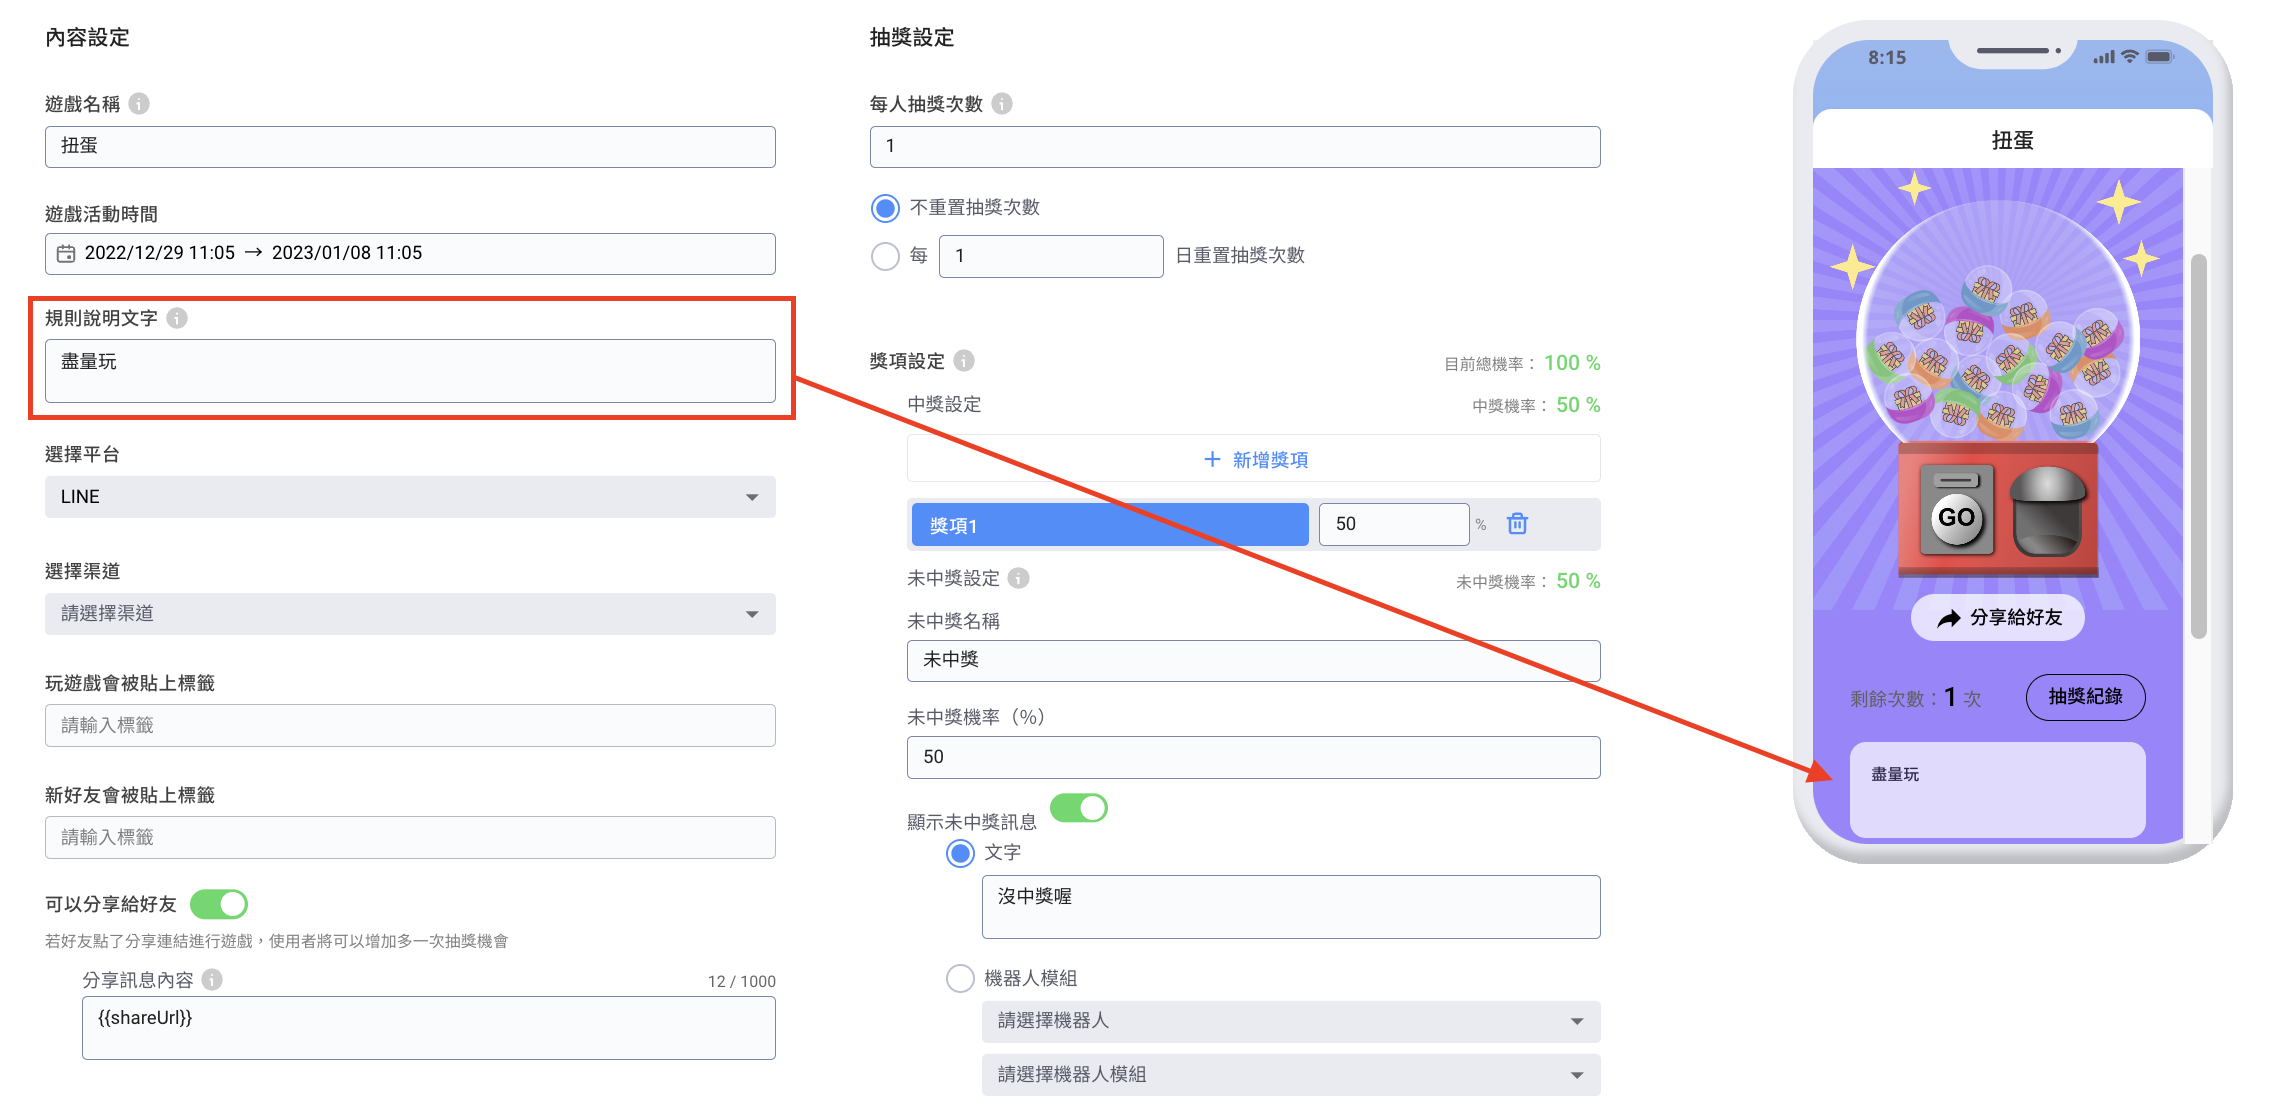 內容設定
遊戲名稱
扭蛋
遊戲活動時間
2022/12/29 11:05 → 2023/01/08 11:05
規則說明文字
盡量玩
選擇平台
LINE
選擇渠道
請選擇渠道
玩遊戲會被貼上標籤
請輸入標籤
新好友會被貼上標籤
請輸入標籤
可以分享給好友
若好友點了分享連結進行遊戲，使用者將可以增加多一次抽獎機會
分享訊息內容
12 / 1000
{{shareUrl}}
抽獎設定
每人抽獎次數
1
不重置抽獎次數
每 1 日重置抽獎次數
獎項設定
目前總機率： 100 %
中獎設定
中獎機率： 50 %
+ 新增獎項
獎項1 50 %
未中獎設定
未中獎機率： 50 %
未中獎名稱
未中獎
未中獎機率（%）
50
顯示未中獎訊息
文字
沒中獎喔
機器人模組
請選擇機器人
請選擇機器人模組
8:15
扭蛋
GO
分享給好友
剩餘次數：1 次
抽獎紀錄
盡量玩